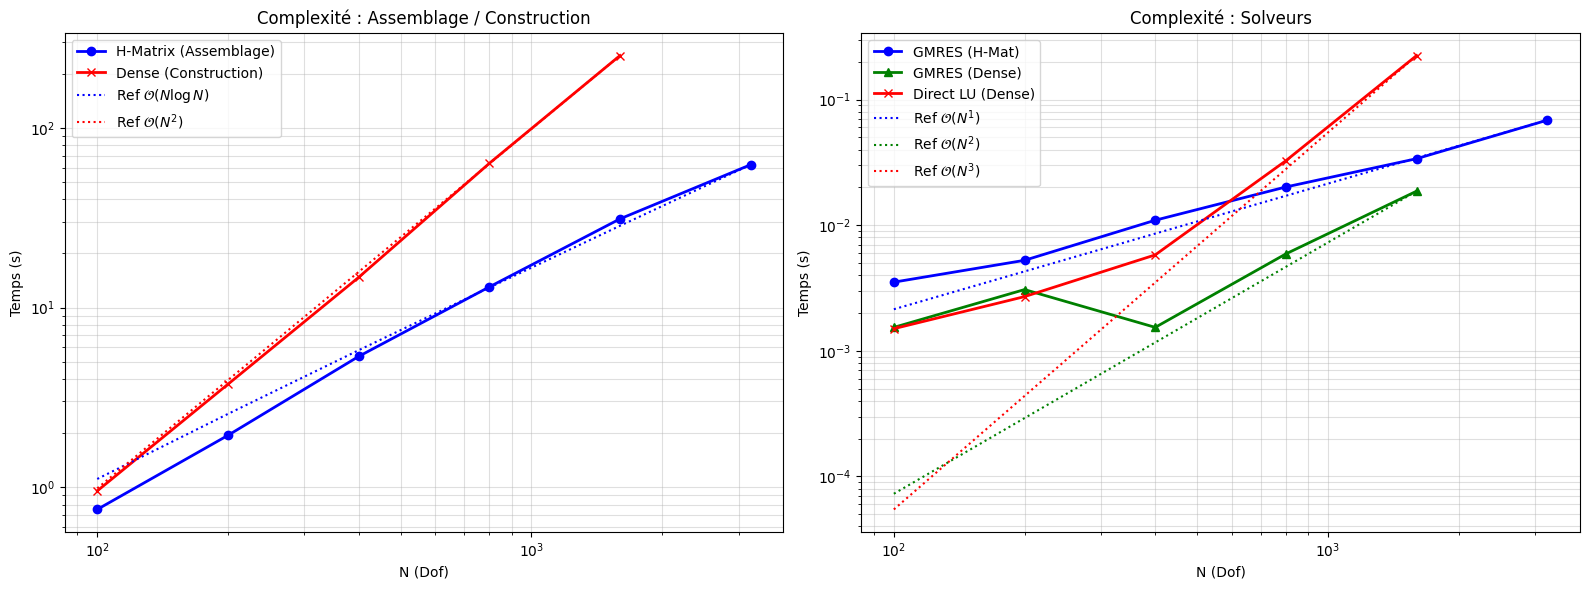 Complexité : Assemblage / Construction
H-Matrix (Assemblage)
Dense (Construction)
Ref 𝒪(N log N)
Ref 𝒪(N²)
Temps (s)
10²
10¹
10⁰
10²
10³
N (Dof)
Complexité : Solveurs
GMRES (H-Mat)
GMRES (Dense)
Direct LU (Dense)
Ref 𝒪(N¹)
Ref 𝒪(N²)
Ref 𝒪(N³)
Temps (s)
10⁻¹
10⁻²
10⁻³
10⁻⁴
10²
10³
N (Dof)